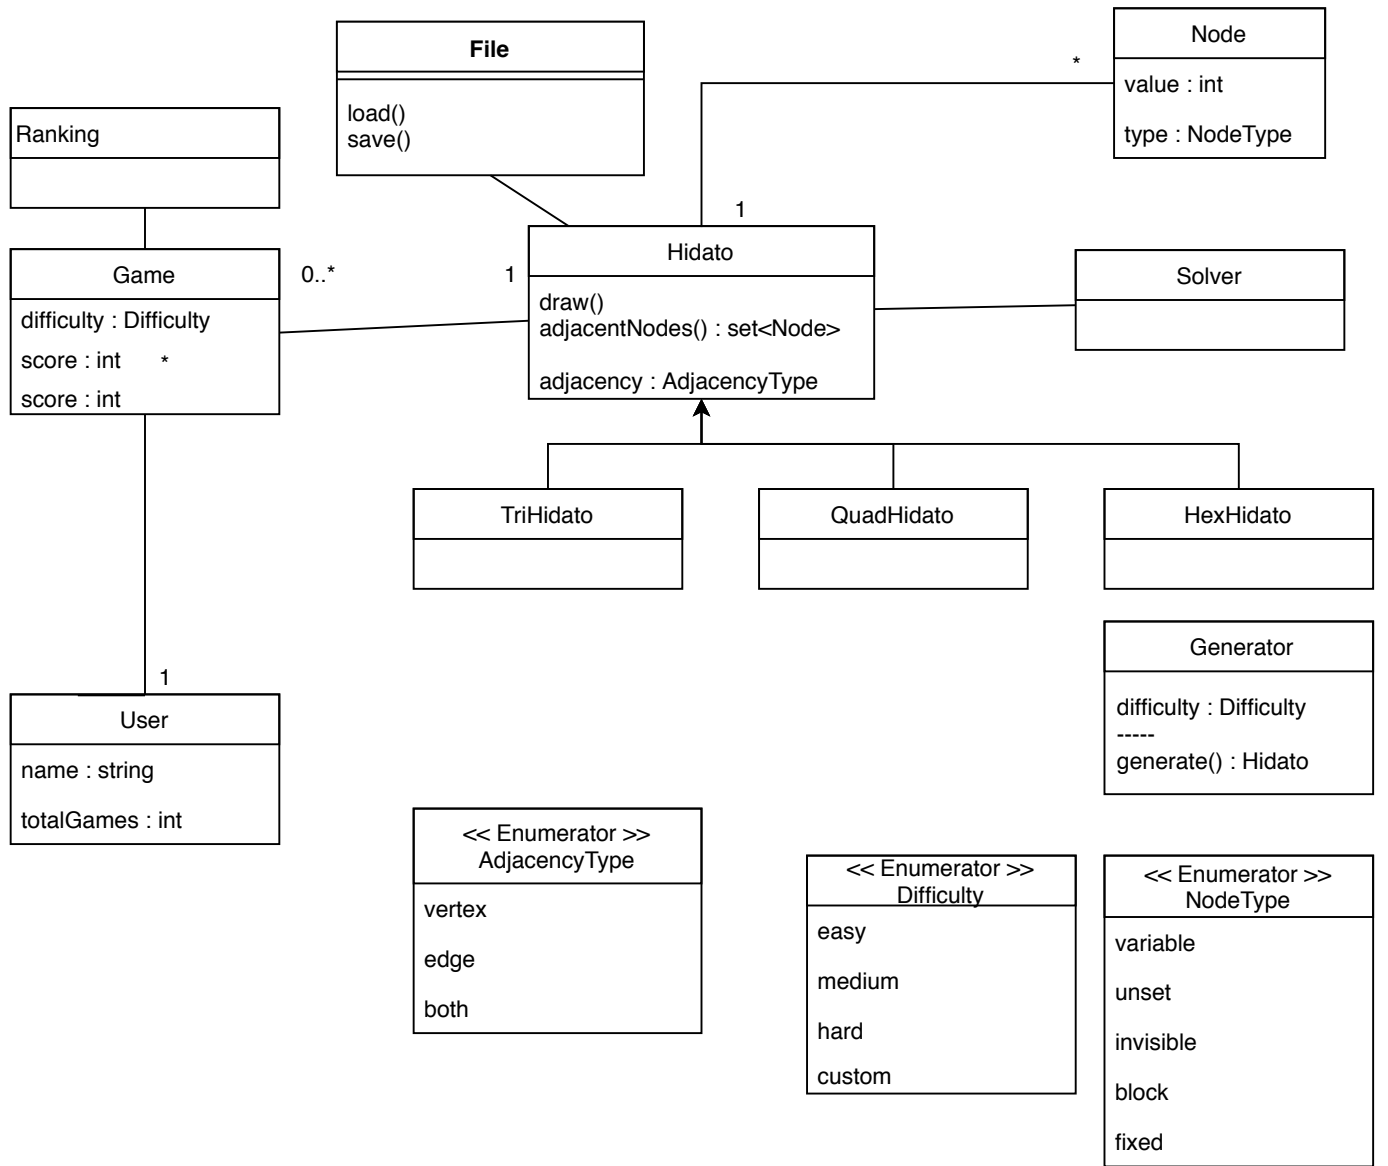 File
load()
save()
Node
value : int
type : NodeType
*
1
Ranking
Game
difficulty : Difficulty
score : int
*
score : int
0..*
1
Hidato
draw()
adjacentNodes() : set<Node>
adjacency : AdjacencyType
Solver
TriHidato
QuadHidato
HexHidato
Generator
difficulty : Difficulty
-----
generate() : Hidato
1
User
name : string
totalGames : int
<< Enumerator >>
AdjacencyType
vertex
edge
both
<< Enumerator >>
Difficulty
easy
medium
hard
custom
<< Enumerator >>
NodeType
variable
unset
invisible
block
fixed